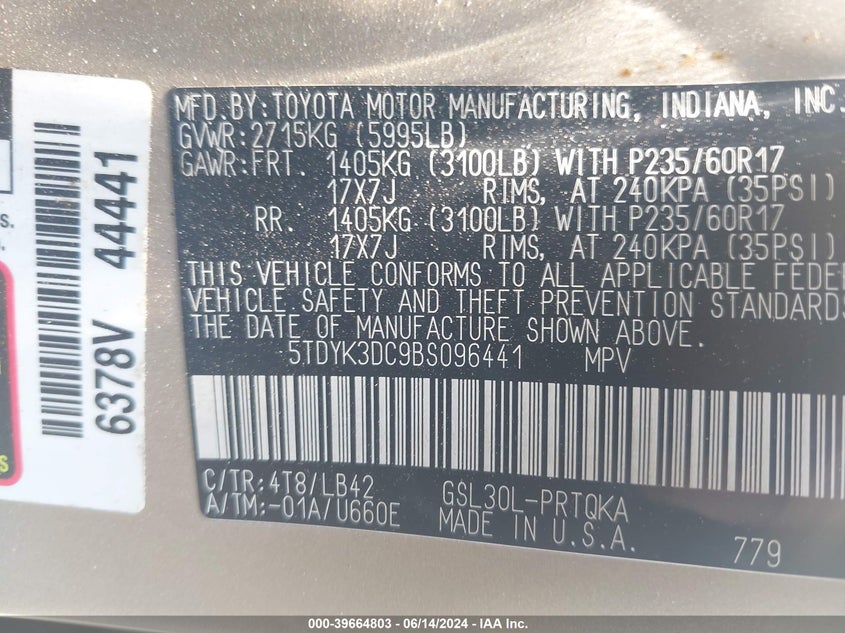 MFD. BY: TOYOTA MOTOR MANUFACTURING, INDIANA, INC.
GVWR: 2715KG (5995LB)
GAWR: FRT. 1405KG (3100LB) WITH P235/60R17
17X7J RIMS, AT 240KPA (35PSI)
RR. 1405KG (3100LB) WITH P235/60R17
17X7J RIMS, AT 240KPA (35PSI)
THIS VEHICLE CONFORMS TO ALL APPLICABLE FEDER
VEHICLE SAFETY AND THEFT PREVENTION STANDARDS
THE DATE OF MANUFACTURE SHOWN ABOVE.
5TDYK3DC9BS096441 MPV
C/TR: 4T8/LB42 GSL30L-PRTQKA
A/TM: -01A/U660E MADE IN U.S.A.
779
6378V 44441
000-39664803 - 06/14/2024 - IAA Inc.